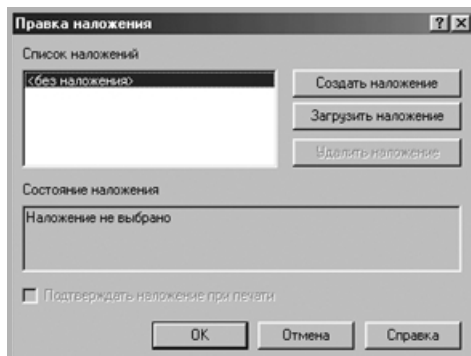 Правка наложения
Список наложений
<без наложения>
Создать наложение
Загрузить наложение
Удалить наложение
Состояние наложения
Наложение не выбрано
Подтверждать наложение при печати
OK Отмена Справка